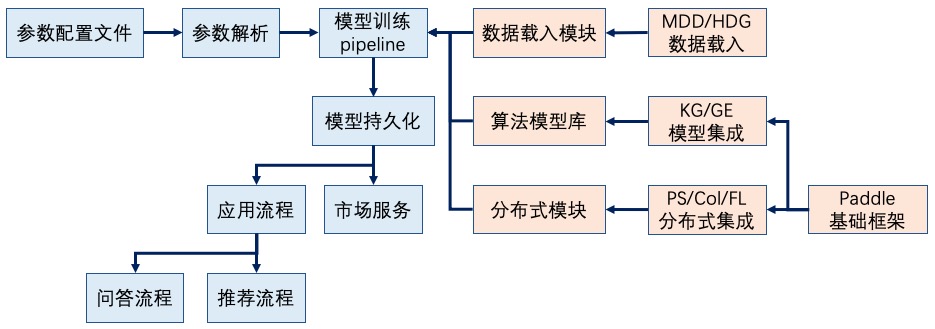 参数配置文件
参数解析
模型训练
pipeline
数据载入模块
MDD/HDG
数据载入
模型持久化
算法模型库
KG/GE
模型集成
应用流程
市场服务
分布式模块
PS/Col/FL
分布式集成
Paddle
基础框架
问答流程
推荐流程